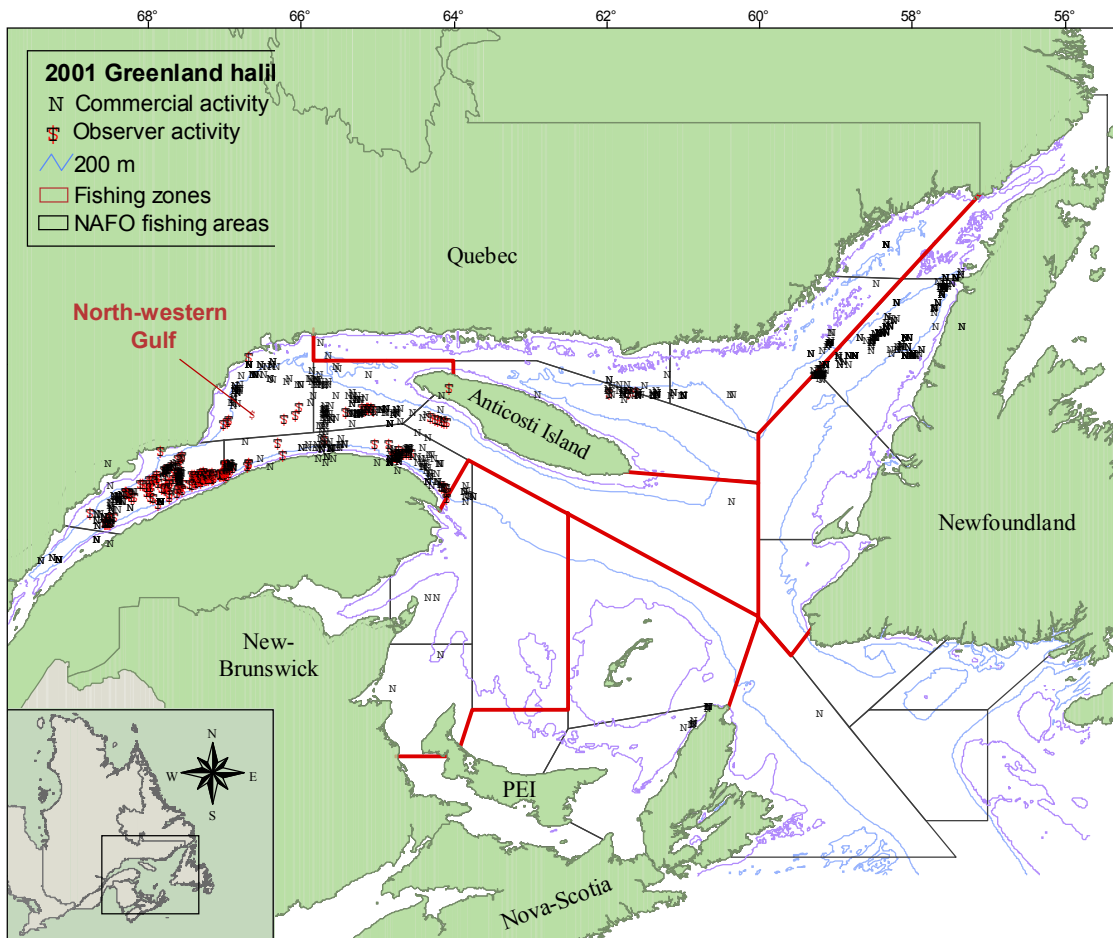 68° 66° 64° 62° 60° 58° 56°
2001 Greenland hali
N Commercial activity
$ Observer activity
200 m
Fishing zones
NAFO fishing areas
Quebec
North-western
Gulf
Anticosti Island
Newfoundland
New-
Brunswick
PEI
Nova-Scotia
N
W E
S